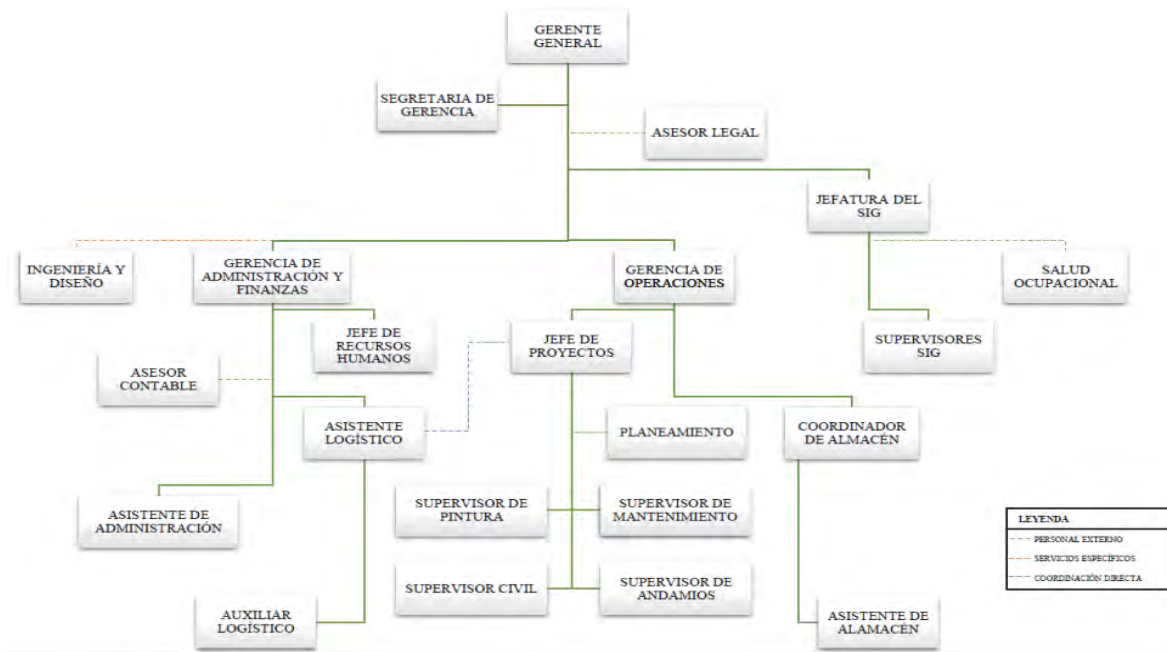 GERENTE
GENERAL
SEGRETARIA DE
GERENCIA
ASESOR LEGAL
JEFATURA DEL
SIG
INGENIERÍA Y
DISEÑO
GERENCIA DE
ADMINISTRACIÓN Y
FINANZAS
GERENCIA DE
OPERACIONES
SALUD
OCUPACIONAL
JEFE DE
RECURSOS
HUMANOS
JEFE DE
PROYECTOS
SUPERVISORES
SIG
ASESOR
CONTABLE
ASISTENTE
LOGÍSTICO
PLANEAMIENTO
COORDINADOR
DE ALMACÉN
ASISTENTE DE
ADMINISTRACIÓN
SUPERVISOR DE
PINTURA
SUPERVISOR DE
MANTENIMIENTO
SUPERVISOR CIVIL
SUPERVISOR DE
ANDAMIOS
AUXILIAR
LOGÍSTICO
ASISTENTE DE
ALAMACÉN
LEYENDA
PERSONAL EXTERNO
SERVICIOS ESPECÍFICOS
COORDINACIÓN DIRECTA